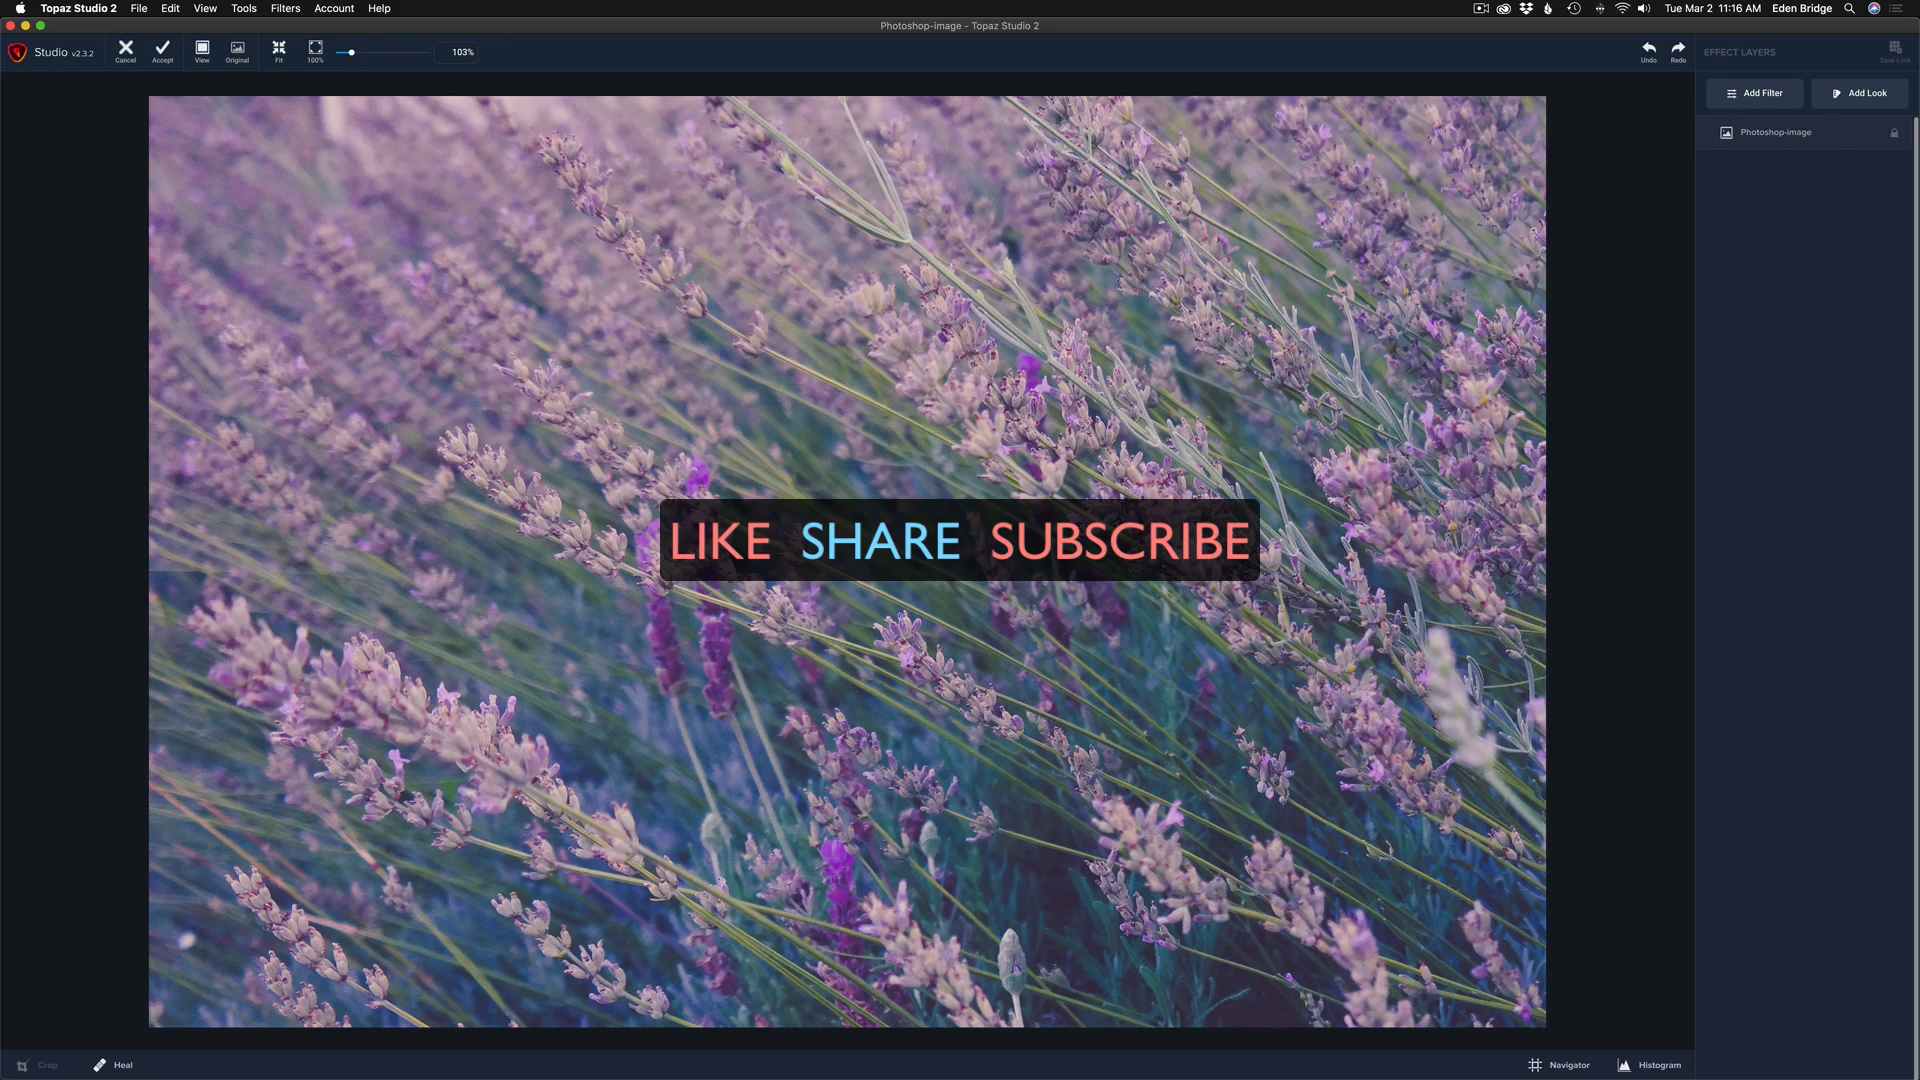 Topaz Studio 2 File Edit View Tools Filters Account Help Tue Mar 2 11:16 AM Eden Bridge
Photoshop-image - Topaz Studio 2
Studio v2.3.2 Cancel Accept View Original Fit 100% 103% Undo Redo EFFECT LAYERS Save Look
Add Filter Add Look
Photoshop-image
LIKE SHARE SUBSCRIBE
Crop Heal Navigator Histogram